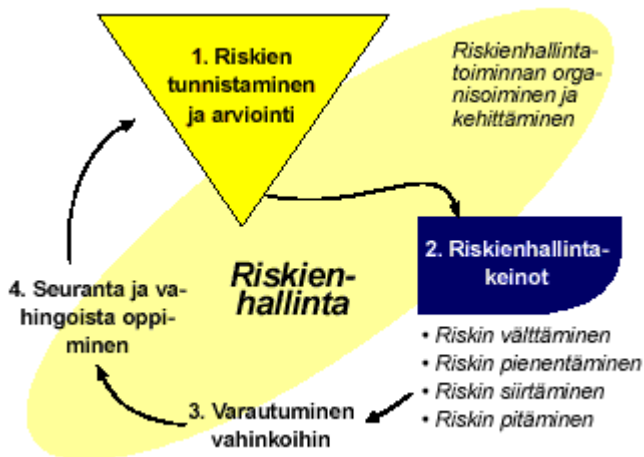 1. Riskien
tunnistaminen
ja arviointi
Riskienhallinta-
toiminnan orga-
nisoiminen ja
kehittäminen
2. Riskienhallinta-
keinot
• Riskin välttäminen
• Riskin pienentäminen
• Riskin siirtäminen
• Riskin pitäminen
Riskien-
hallinta
3. Varautuminen
vahinkoihin
4. Seuranta ja va-
hingoista oppi-
minen